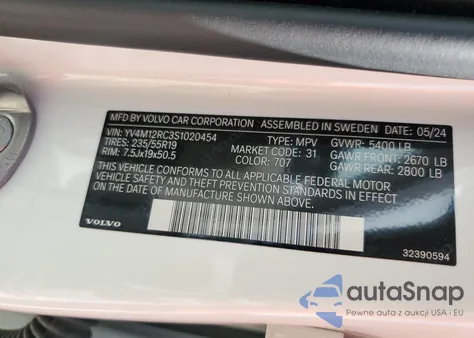 MFD BY VOLVO CAR CORPORATION ASSEMBLED IN SWEDEN DATE: 05/24
VIN: YV4M12RC3S1020454 TYPE: MPV GVWR: 5400 LB
TIRES: 235/55R19 MARKET CODE: 31 GAWR FRONT: 2670 LB
RIM: 7.5Jx19x50.5 COLOR: 707 GAWR REAR: 2800 LB
THIS VEHICLE CONFORMS TO ALL APPLICABLE FEDERAL MOTOR
VEHICLE SAFETY AND THEFT PREVENTION STANDARDS IN EFFECT
ON THE DATE OF MANUFACTURE SHOWN ABOVE.
VOLVO
32390594
autaSnap
Pewne auta z aukcji USA i EU